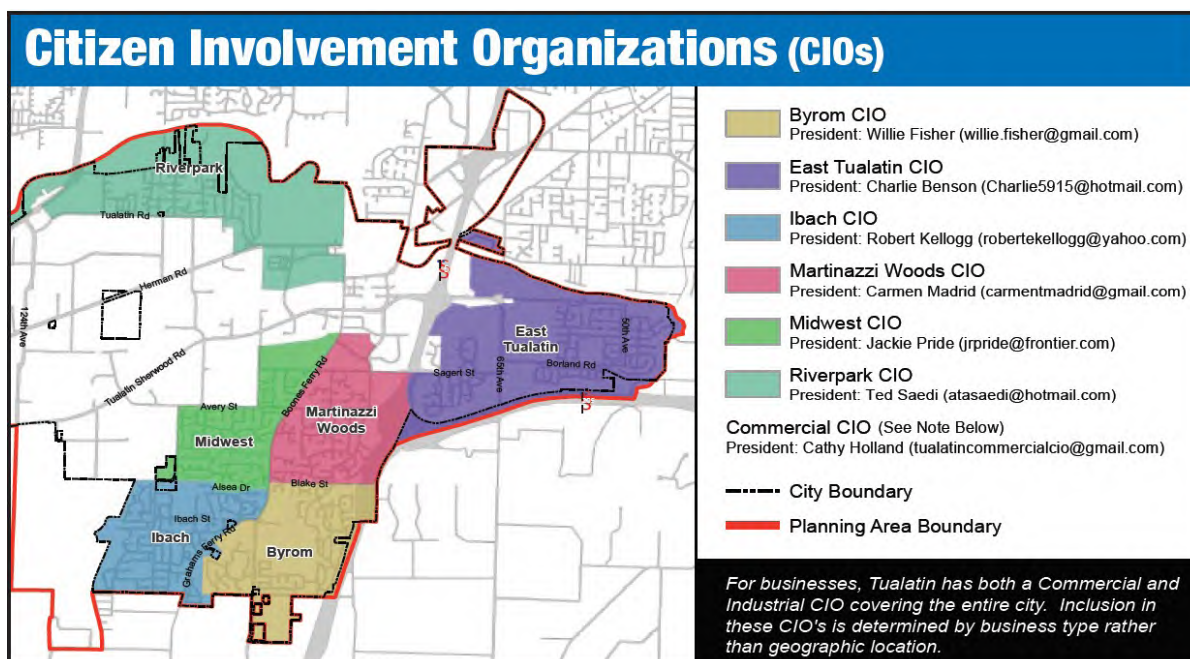 Citizen Involvement Organizations (CIOs)
Riverpark
Tualatin Rd
Herman Rd
124th Ave
Tualatin Sherwood Rd
Boones Ferry Rd
Avery St
Midwest
Martinazzi
Woods
Sagert St
65th Ave
East
Tualatin
Borland Rd
50th Ave
Alsea Dr
Blake St
Ibach St
Ibach
Grahams Ferry Rd
Byrom
Byrom CIO
President: Willie Fisher (willie.fisher@gmail.com)
East Tualatin CIO
President: Charlie Benson (Charlie5915@hotmail.com)
Ibach CIO
President: Robert Kellogg (robertekellogg@yahoo.com)
Martinazzi Woods CIO
President: Carmen Madrid (carmentmadrid@gmail.com)
Midwest CIO
President: Jackie Pride (jrpride@frontier.com)
Riverpark CIO
President: Ted Saedi (atasaedi@hotmail.com)
Commercial CIO (See Note Below)
President: Cathy Holland (tualatincommercialcio@gmail.com)
City Boundary
Planning Area Boundary
For businesses, Tualatin has both a Commercial and
Industrial CIO covering the entire city. Inclusion in
these CIO's is determined by business type rather
than geographic location.